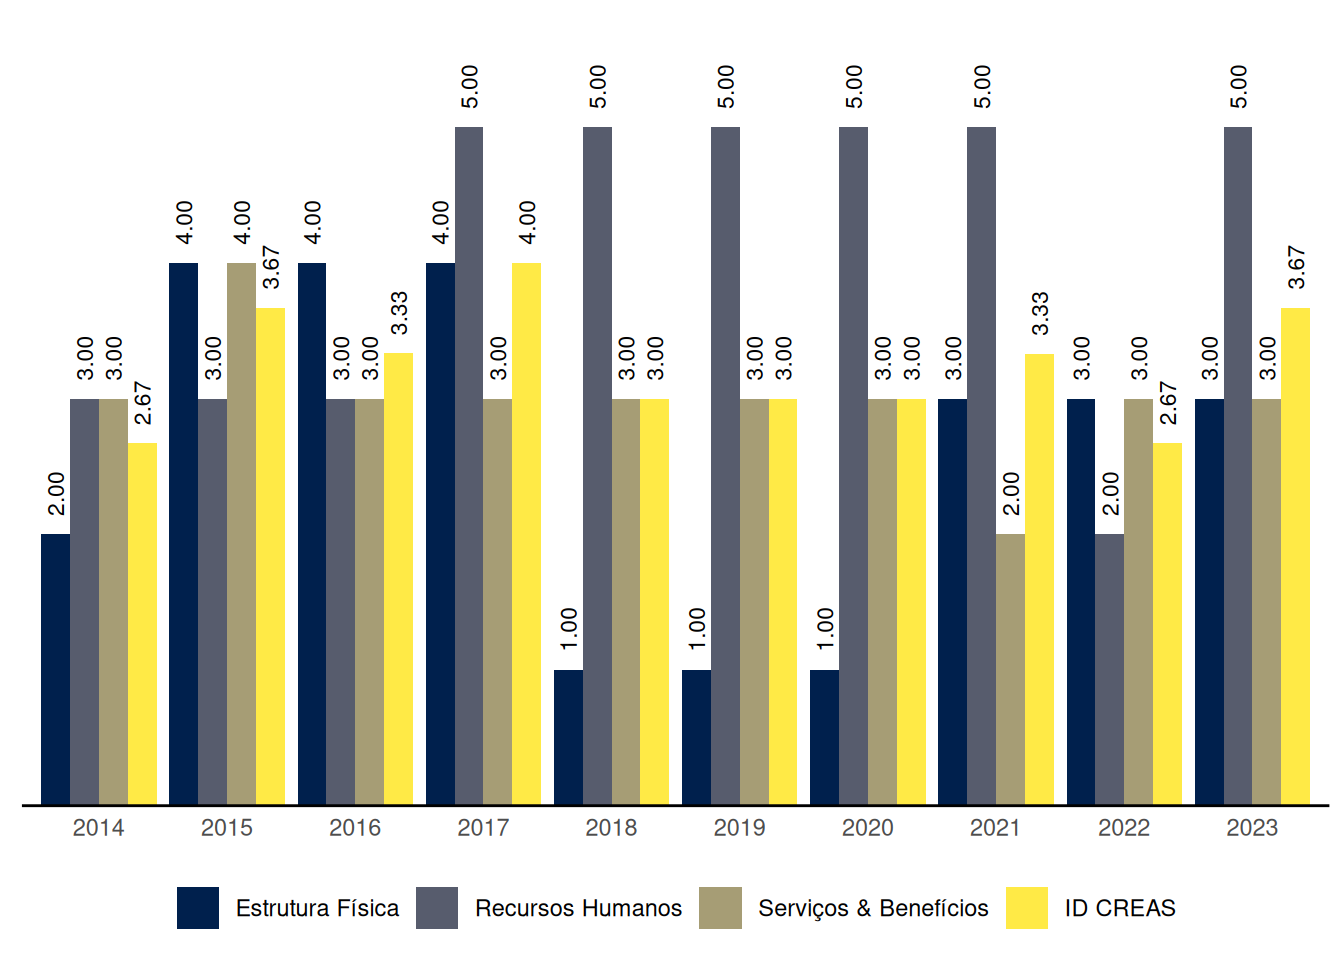 5.00 5.00 5.00 5.00 5.00 5.00
4.00 4.00 4.00 4.00 4.00
3.67 3.67
3.33 3.33
3.00 3.00 3.00 3.00 3.00 3.00 3.00 3.00 3.00 3.00 3.00 3.00 3.00 3.00 3.00 3.00 3.00
2.67 2.67
2.00 2.00 2.00
1.00 1.00 1.00
2014 2015 2016 2017 2018 2019 2020 2021 2022 2023
Estrutura Física Recursos Humanos Serviços & Benefícios ID CREAS